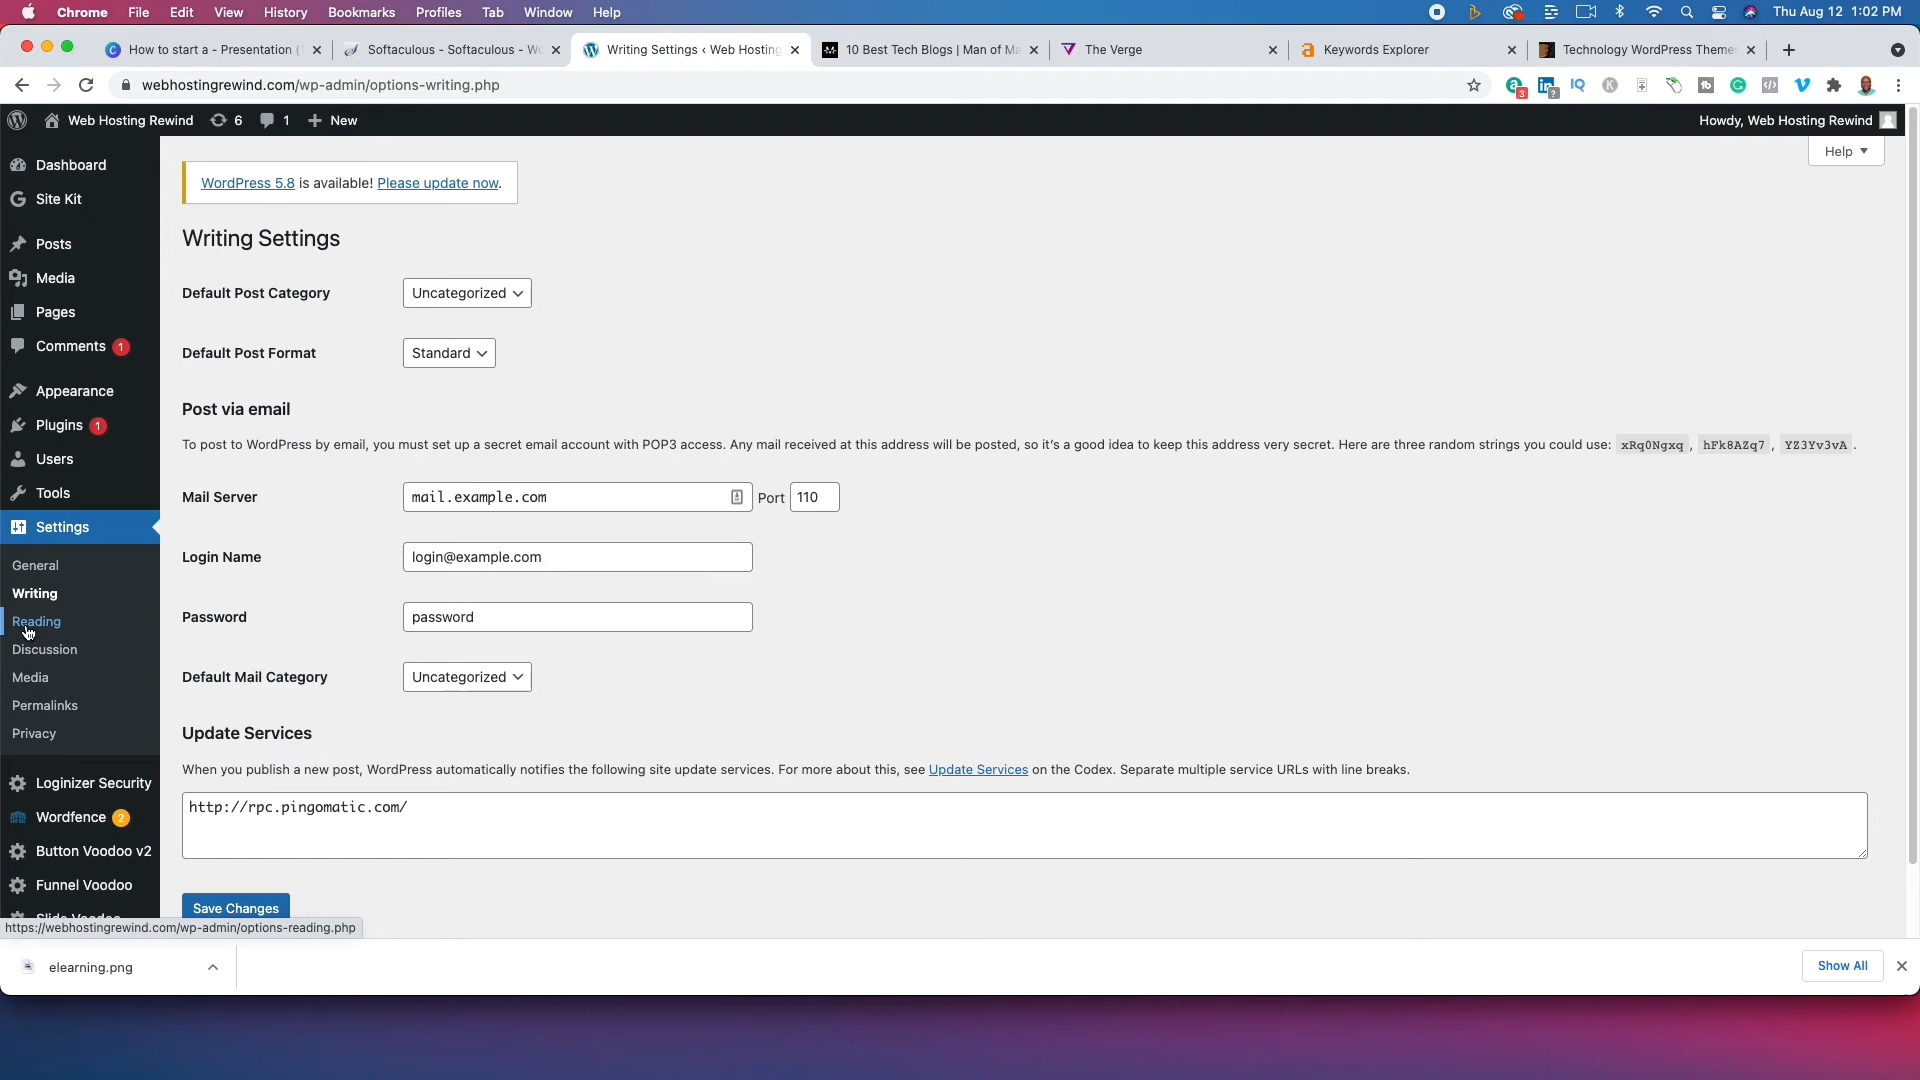 Chrome File Edit View History Bookmarks Profiles Tab Window Help Thu Aug 12 1:02 PM
How to start a - Presentation ( Softaculous - Softaculous - Wo Writing Settings ‹ Web Hosting 10 Best Tech Blogs | Man of Ma The Verge Keywords Explorer Technology WordPress Theme
webhostingrewind.com/wp-admin/options-writing.php
Web Hosting Rewind 6 1 + New Howdy, Web Hosting Rewind
Help
Dashboard
Site Kit
Posts
Media
Pages
Comments 1
Appearance
Plugins 1
Users
Tools
Settings
General
Writing
Reading
Discussion
Media
Permalinks
Privacy
Loginizer Security
Wordfence 2
Button Voodoo v2
Funnel Voodoo
Slide Voodoo
WordPress 5.8 is available! Please update now.
Writing Settings
Default Post Category Uncategorized
Default Post Format Standard
Post via email
To post to WordPress by email, you must set up a secret email account with POP3 access. Any mail received at this address will be posted, so it's a good idea to keep this address very secret. Here are three random strings you could use: xRq0Ngxq , hFk8AZq7 , YZ3Yv3vA .
Mail Server mail.example.com Port 110
Login Name login@example.com
Password password
Default Mail Category Uncategorized
Update Services
When you publish a new post, WordPress automatically notifies the following site update services. For more about this, see Update Services on the Codex. Separate multiple service URLs with line breaks.
http://rpc.pingomatic.com/
Save Changes
https://webhostingrewind.com/wp-admin/options-reading.php
elearning.png
Show All